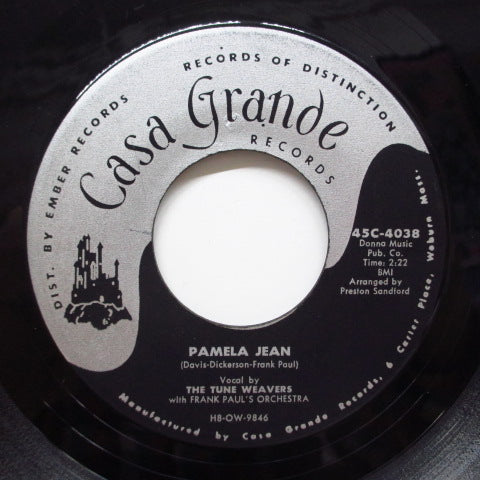 RECORDS OF DISTINCTION
DIST. BY EMBER RECORDS
Casa Grande
RECORDS
45C-4038
Donna Music
Pub. Co.
Time: 2:22
BMI
Arranged by
Preston Sandford
PAMELA JEAN
(Davis-Dickerson-Frank Paul)
Vocal by
THE TUNE WEAVERS
with FRANK PAUL'S ORCHESTRA
H8-OW-9846
Manufactured by Casa Grande Records, 6 Carter Place, Woburn Mass.